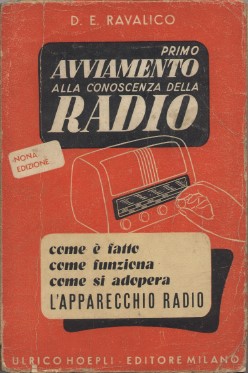 D. E. RAVALICO
PRIMO
AVVIAMENTO
ALLA CONOSCENZA DELLA
RADIO
NONA
EDIZIONE
come è fatto
come funziona
come si adopera
L'APPARECCHIO RADIO
ULRICO HOEPLI - EDITORE MILANO